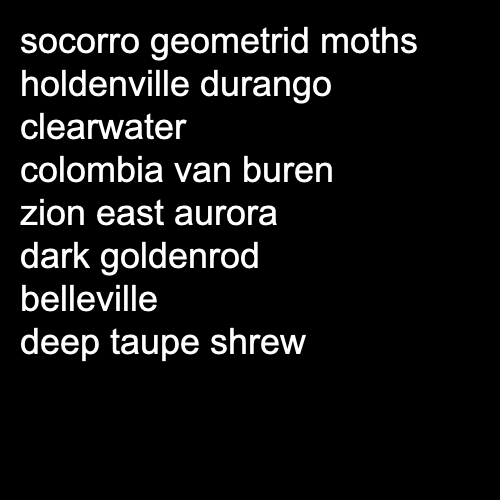 socorro geometrid moths
holdenville durango
clearwater
colombia van buren
zion east aurora
dark goldenrod
belleville
deep taupe shrew